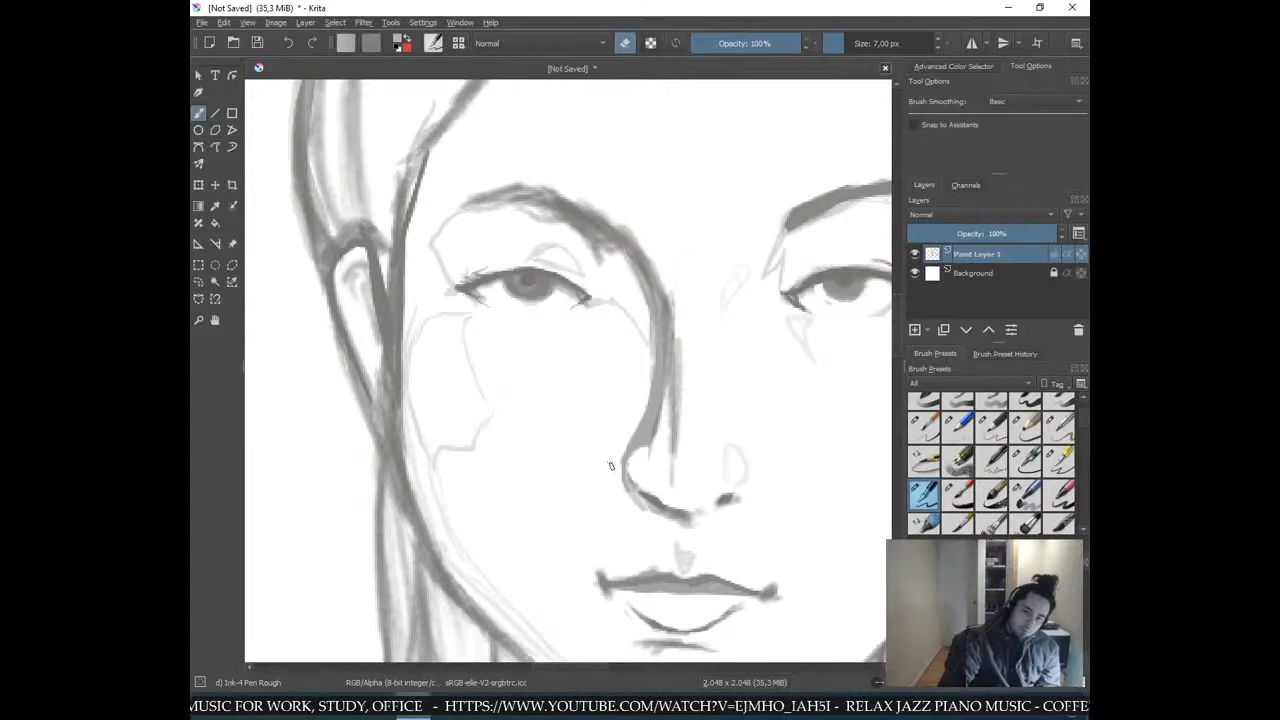 [Not Saved] (35,3 MiB) * - Krita
File Edit View Image Layer Select Filter Tools Settings Window Help
Normal
Opacity: 100%
Size: 7,00 px
[Not Saved] *
Advanced Color Selector Tool Options
Tool Options
Brush Smoothing: Basic
Snap to Assistants
Layers Channels
Layers
Normal
Opacity: 100%
Paint Layer 1
Background
Brush Presets Brush Preset History
Brush Presets
All Tag
d) Ink-4 Pen Rough RGB/Alpha (8-bit integer/c... sRGB-elle-V2-srgbtrc.icc 2.048 x 2.048 (35,3 MiB)
MUSIC FOR WORK, STUDY, OFFICE - HTTPS://WWW.YOUTUBE.COM/WATCH?V=EJMHO_IAH5I - RELAX JAZZ PIANO MUSIC - COFFE